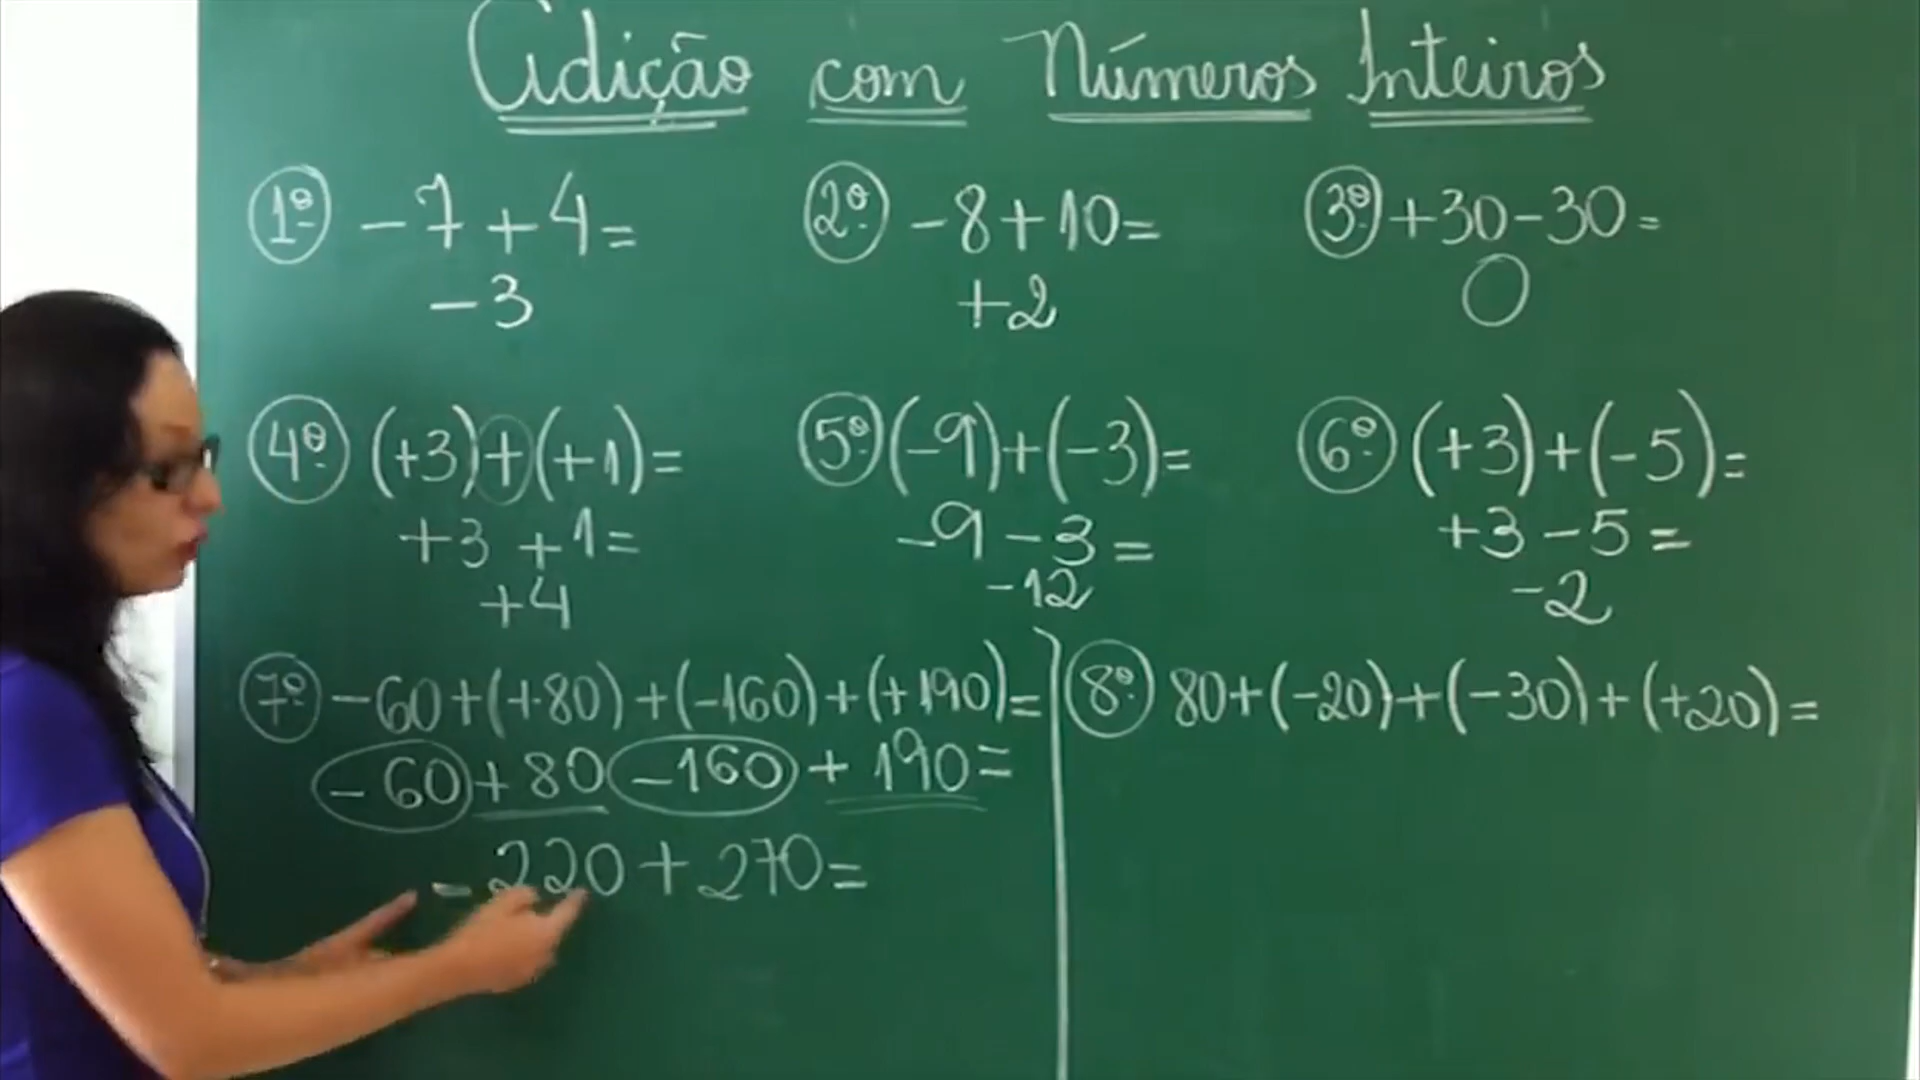 Adição com Números Inteiros
1º - 7 + 4 =
- 3
2º - 8 + 10 =
+ 2
3º + 30 - 30 =
0
4º (+3) + (+1) =
+3 +1 =
+4
5º (-9) + (-3) =
-9 - 3 =
-12
6º (+3) + (-5) =
+3 - 5 =
-2
7º - 60 + (+80) + (-160) + (+190) =
- 60 + 80 - 160 + 190 =
- 220 + 270 =
8º 80 + (-20) + (-30) + (+20) =